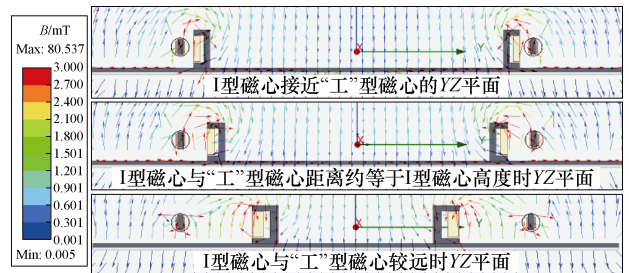 B/mT
Max: 80.537
3.000
2.700
2.400
2.100
1.800
1.501
1.201
0.901
0.601
0.301
0.001
Min: 0.005
X
Y
I型磁心接近“工”型磁心的YZ平面
X
Y
I型磁心与“工”型磁心距离约等于I型磁心高度时YZ平面
X
Y
I型磁心与“工”型磁心较远时YZ平面